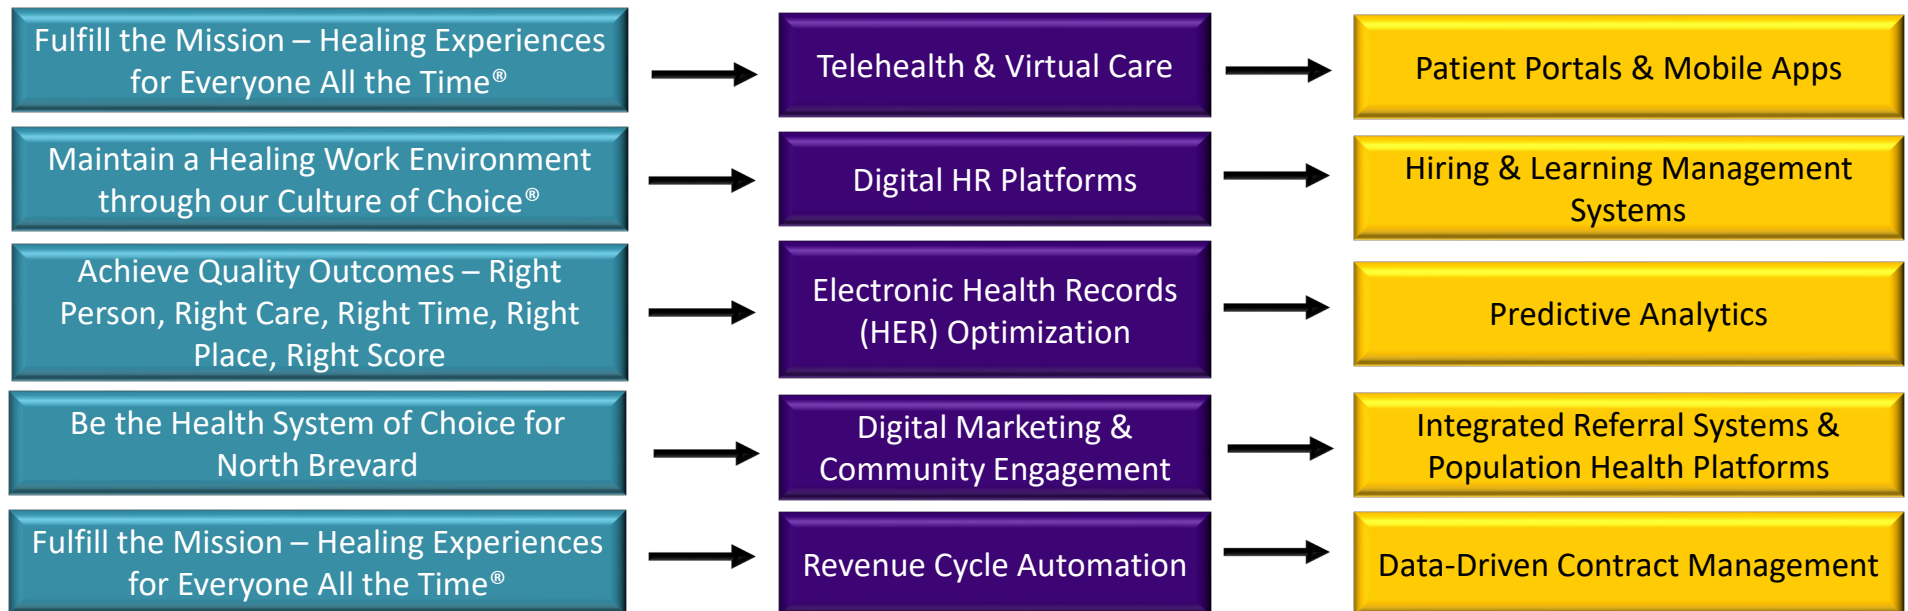 Fulfill the Mission – Healing Experiences
for Everyone All the Time®
Telehealth & Virtual Care
Patient Portals & Mobile Apps
Maintain a Healing Work Environment
through our Culture of Choice®
Digital HR Platforms
Hiring & Learning Management
Systems
Achieve Quality Outcomes – Right
Person, Right Care, Right Time, Right
Place, Right Score
Electronic Health Records
(HER) Optimization
Predictive Analytics
Be the Health System of Choice for
North Brevard
Digital Marketing &
Community Engagement
Integrated Referral Systems &
Population Health Platforms
Fulfill the Mission – Healing Experiences
for Everyone All the Time®
Revenue Cycle Automation
Data-Driven Contract Management